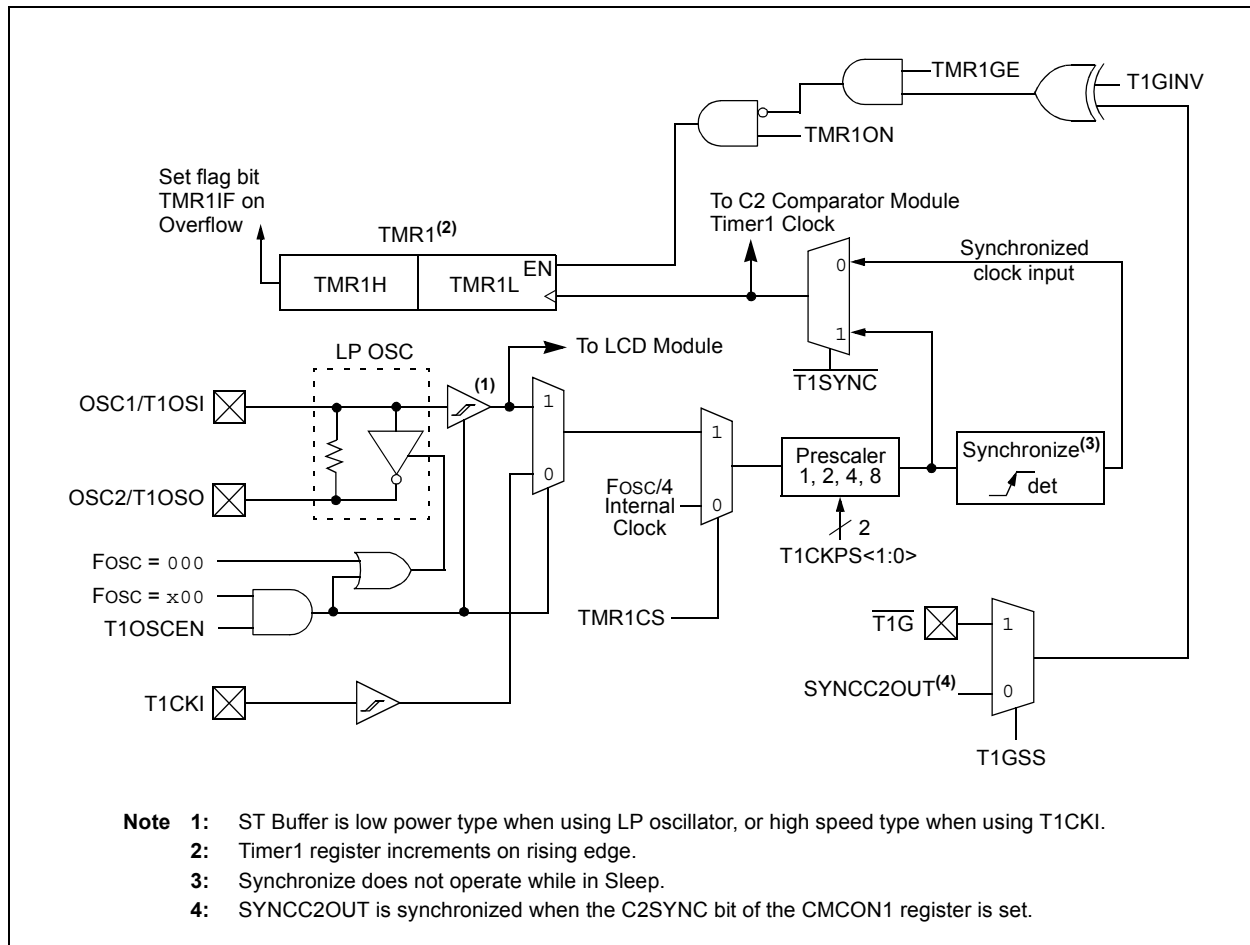 TMR1GE
T1GINV
TMR1ON
Set flag bit
TMR1IF on
Overflow
To C2 Comparator Module
Timer1 Clock
TMR1(2)
EN
TMR1H
TMR1L
0
1
Synchronized
clock input
T1SYNC
To LCD Module
LP OSC
(1)
OSC1/T1OSI
OSC2/T1OSO
1
0
1
0
FOSC/4
Internal
Clock
Prescaler
1, 2, 4, 8
Synchronize(3)
det
2
T1CKPS<1:0>
FOSC = 000
FOSC = x00
T1OSCEN
TMR1CS
T1G
1
SYNCC2OUT(4)
0
T1CKI
T1GSS
Note 1: ST Buffer is low power type when using LP oscillator, or high speed type when using T1CKI.
2: Timer1 register increments on rising edge.
3: Synchronize does not operate while in Sleep.
4: SYNCC2OUT is synchronized when the C2SYNC bit of the CMCON1 register is set.